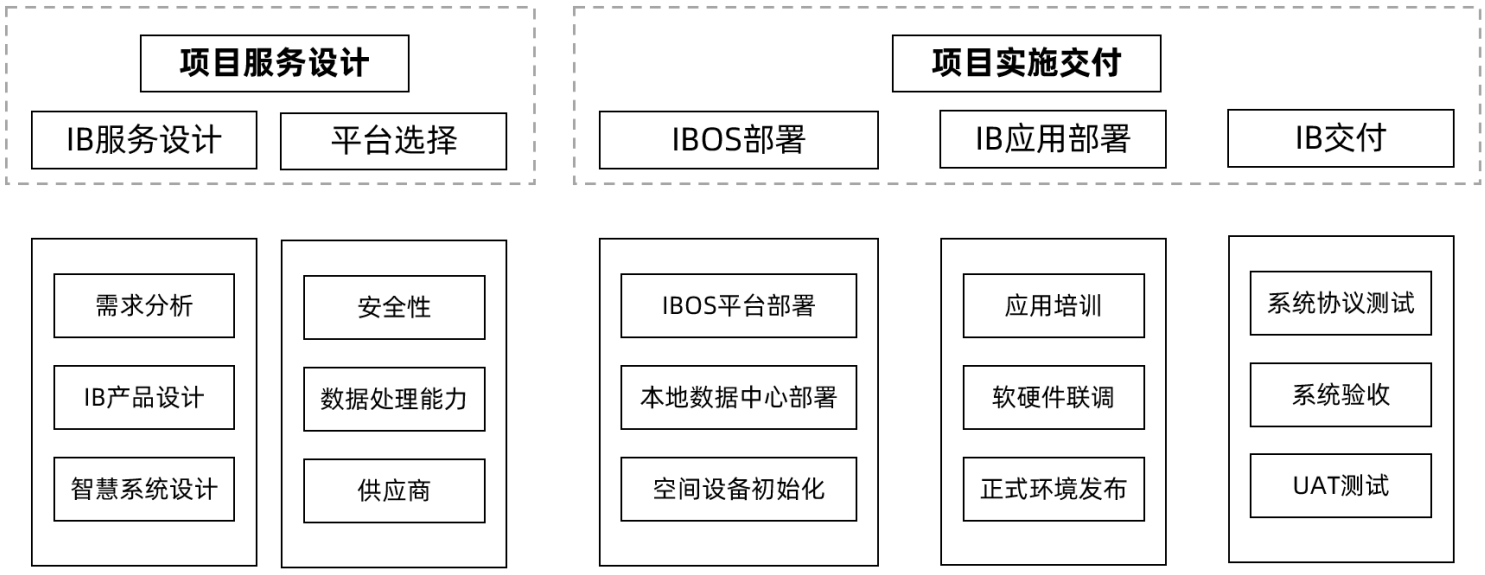 项目服务设计
项目实施交付
IB服务设计
平台选择
IBOS部署
IB应用部署
IB交付
需求分析
IB产品设计
智慧系统设计
安全性
数据处理能力
供应商
IBOS平台部署
本地数据中心部署
空间设备初始化
应用培训
软硬件联调
正式环境发布
系统协议测试
系统验收
UAT测试